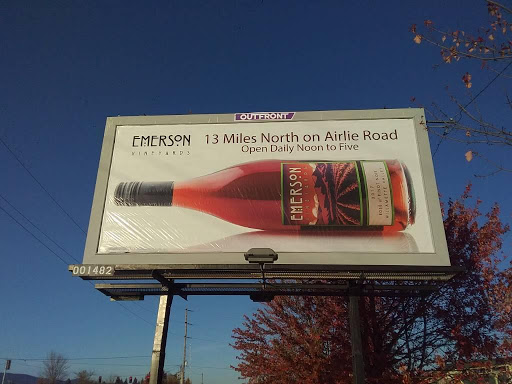 OUTFRONT
EMERSON
VINEYARDS
13 Miles North on Airlie Road
Open Daily Noon to Five
EMERSON
001482